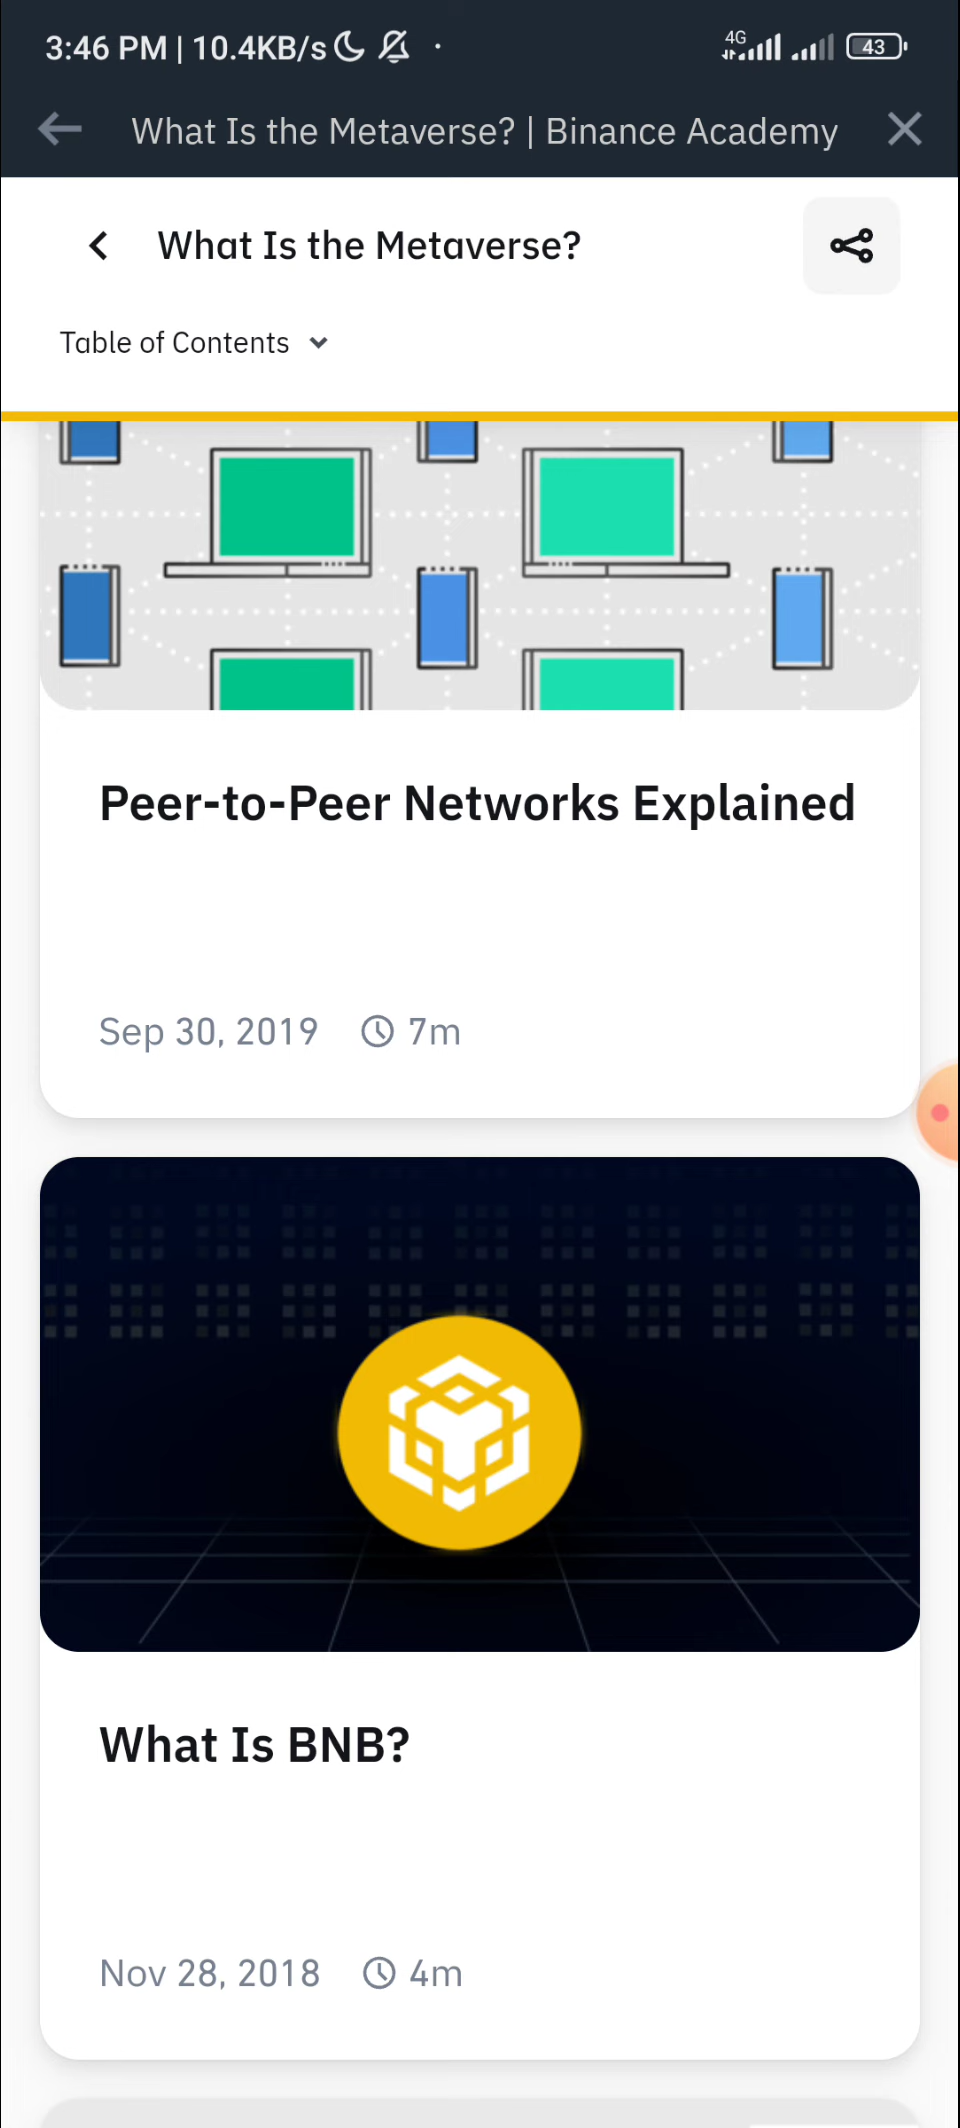 3:46 PM | 10.4KB/s
4G
43
What Is the Metaverse? | Binance Academy
What Is the Metaverse?
Table of Contents
Peer-to-Peer Networks Explained
Sep 30, 2019 7m
What Is BNB?
Nov 28, 2018 4m